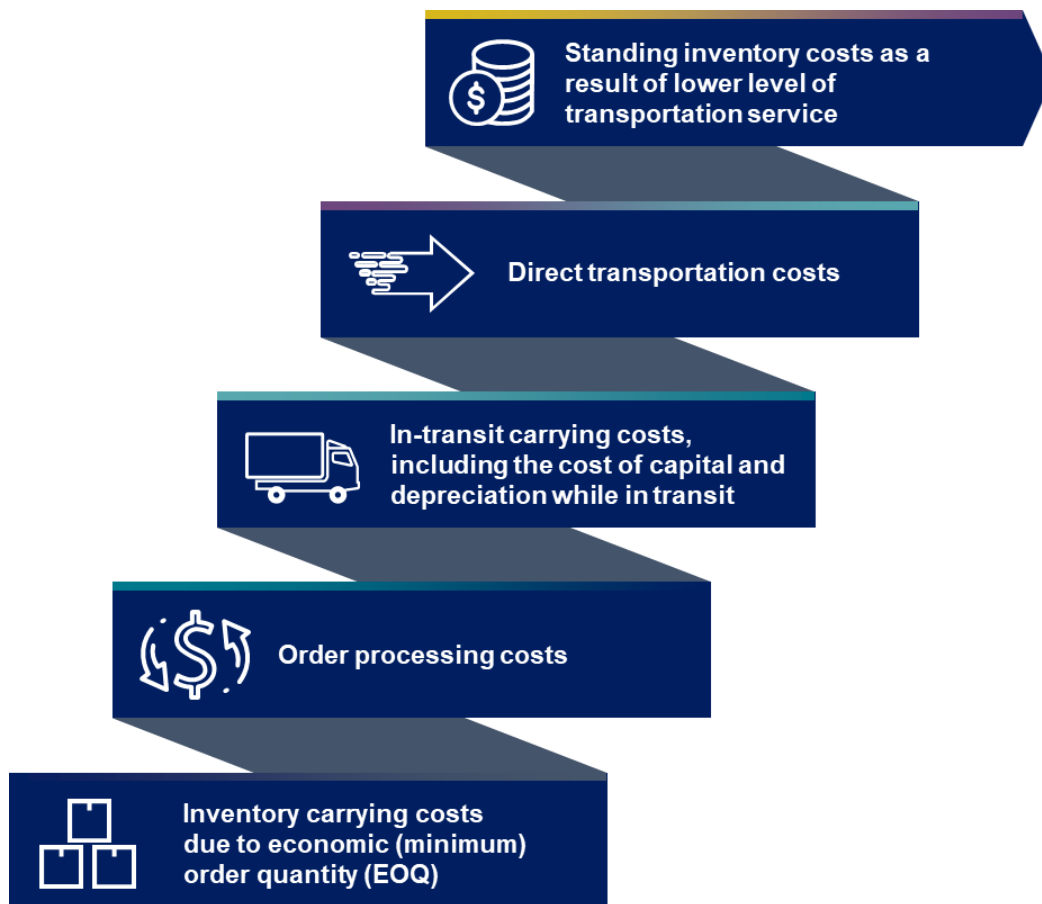 Standing inventory costs as a
result of lower level of
transportation service
Direct transportation costs
In-transit carrying costs,
including the cost of capital and
depreciation while in transit
Order processing costs
Inventory carrying costs
due to economic (minimum)
order quantity (EOQ)